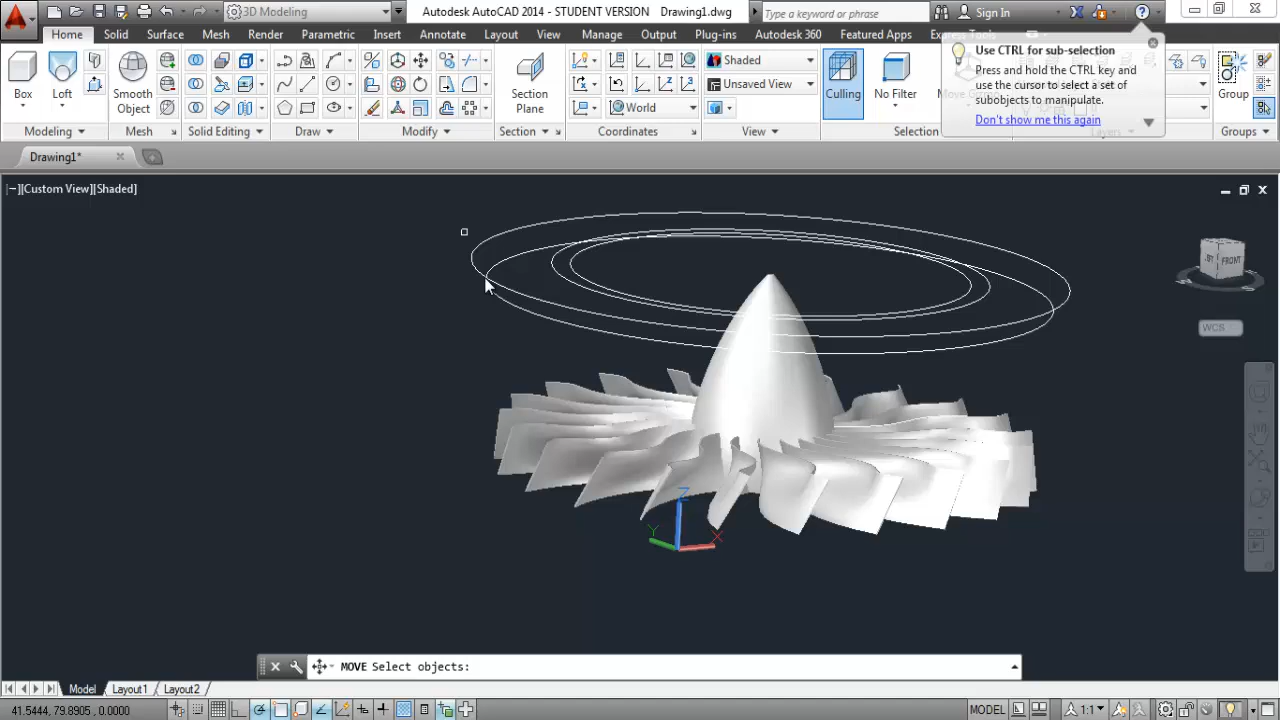 3D Modeling
Autodesk AutoCAD 2014 - STUDENT VERSION Drawing1.dwg
Type a keyword or phrase
Sign In
Home Solid Surface Mesh Render Parametric Insert Annotate Layout View Manage Output Plug-ins Autodesk 360 Featured Apps Express Tools
Loft
Smooth
Object
Section
Plane
Shaded
Unsaved View
World
Culling
No Filter
Group
Use CTRL for sub-selection
Press and hold the CTRL key and
use the cursor to select a set of
subobjects to manipulate.
Don't show me this again
Modeling Mesh Solid Editing Draw Modify Section Coordinates View Selection Layers Groups
Drawing1*
[−][Custom View][Shaded]
FRONT
WCS
Z
Y
X
MOVE Select objects:
Model Layout1 Layout2
41.5444, 79.8905, 0.0000
MODEL
1:1